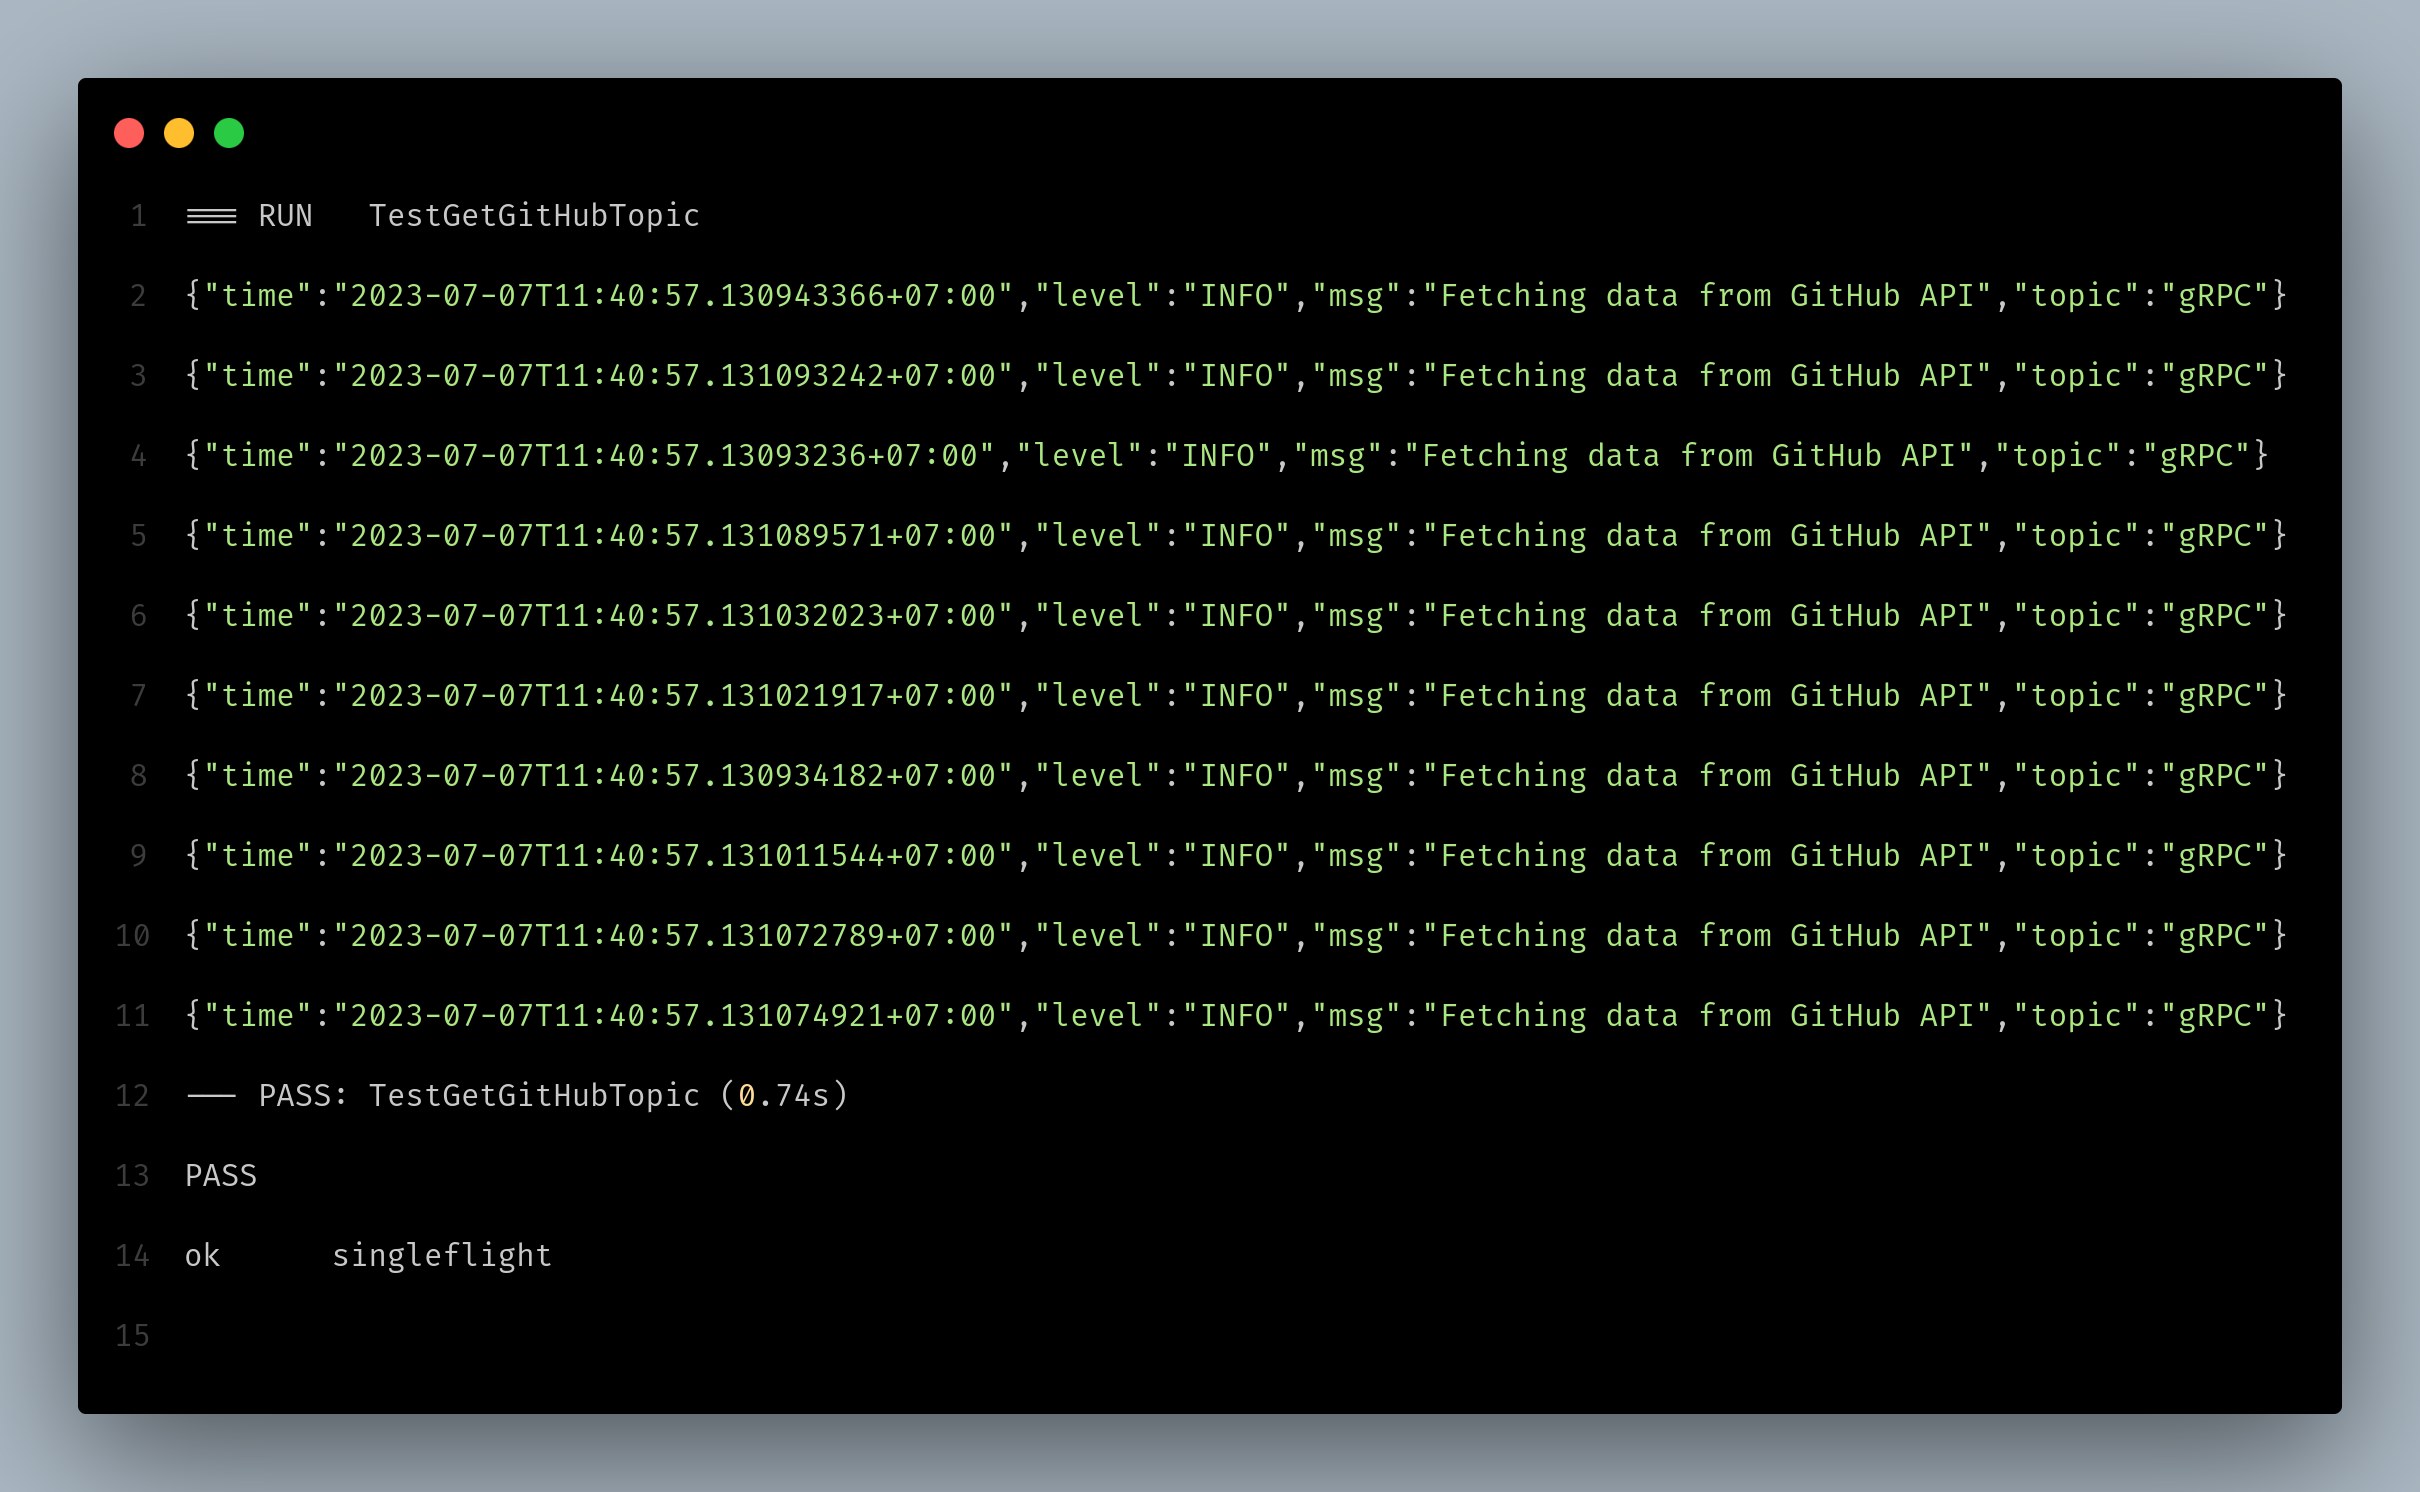 1 === RUN   TestGetGitHubTopic
2 {"time":"2023-07-07T11:40:57.130943366+07:00","level":"INFO","msg":"Fetching data from GitHub API","topic":"gRPC"}
3 {"time":"2023-07-07T11:40:57.131093242+07:00","level":"INFO","msg":"Fetching data from GitHub API","topic":"gRPC"}
4 {"time":"2023-07-07T11:40:57.13093236+07:00","level":"INFO","msg":"Fetching data from GitHub API","topic":"gRPC"}
5 {"time":"2023-07-07T11:40:57.131089571+07:00","level":"INFO","msg":"Fetching data from GitHub API","topic":"gRPC"}
6 {"time":"2023-07-07T11:40:57.131032023+07:00","level":"INFO","msg":"Fetching data from GitHub API","topic":"gRPC"}
7 {"time":"2023-07-07T11:40:57.131021917+07:00","level":"INFO","msg":"Fetching data from GitHub API","topic":"gRPC"}
8 {"time":"2023-07-07T11:40:57.130934182+07:00","level":"INFO","msg":"Fetching data from GitHub API","topic":"gRPC"}
9 {"time":"2023-07-07T11:40:57.131011544+07:00","level":"INFO","msg":"Fetching data from GitHub API","topic":"gRPC"}
10 {"time":"2023-07-07T11:40:57.131072789+07:00","level":"INFO","msg":"Fetching data from GitHub API","topic":"gRPC"}
11 {"time":"2023-07-07T11:40:57.131074921+07:00","level":"INFO","msg":"Fetching data from GitHub API","topic":"gRPC"}
12 --- PASS: TestGetGitHubTopic (0.74s)
13 PASS
14 ok      singleflight
15